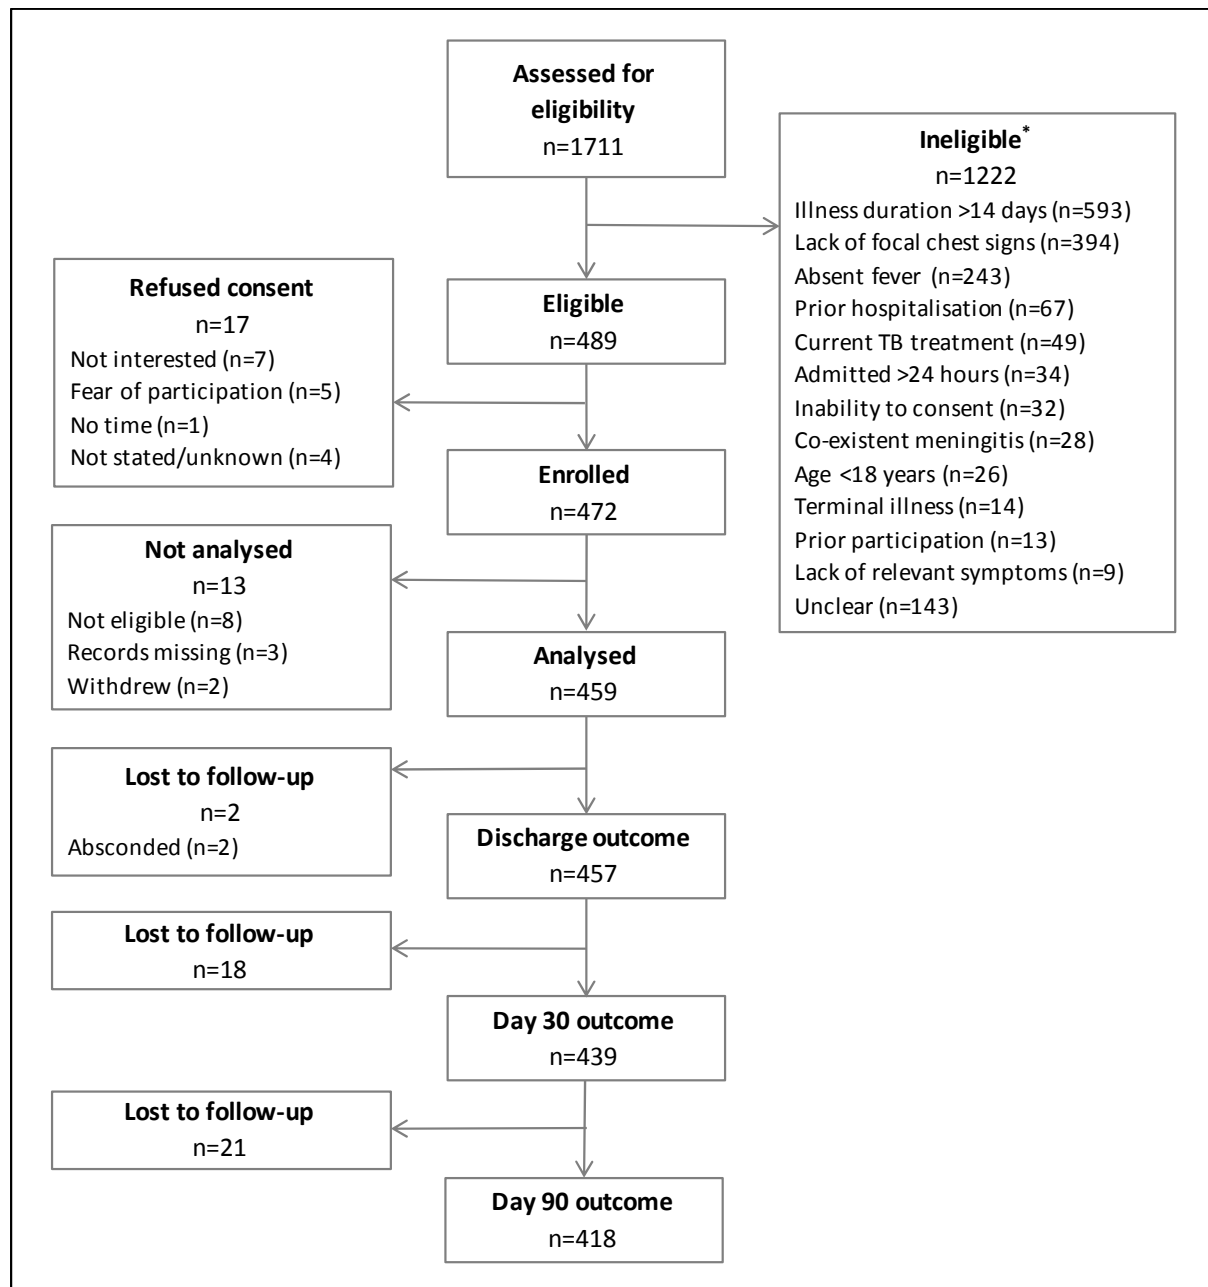 Assessed for
eligibility
n=1711
Ineligible*
n=1222
Illness duration >14 days (n=593)
Lack of focal chest signs (n=394)
Absent fever (n=243)
Prior hospitalisation (n=67)
Current TB treatment (n=49)
Admitted >24 hours (n=34)
Inability to consent (n=32)
Co-existent meningitis (n=28)
Age <18 years (n=26)
Terminal illness (n=14)
Prior participation (n=13)
Lack of relevant symptoms (n=9)
Unclear (n=143)
Eligible
n=489
Refused consent
n=17
Not interested (n=7)
Fear of participation (n=5)
No time (n=1)
Not stated/unknown (n=4)
Enrolled
n=472
Not analysed
n=13
Not eligible (n=8)
Records missing (n=3)
Withdrew (n=2)
Analysed
n=459
Lost to follow-up
n=2
Absconded (n=2)
Discharge outcome
n=457
Lost to follow-up
n=18
Day 30 outcome
n=439
Lost to follow-up
n=21
Day 90 outcome
n=418